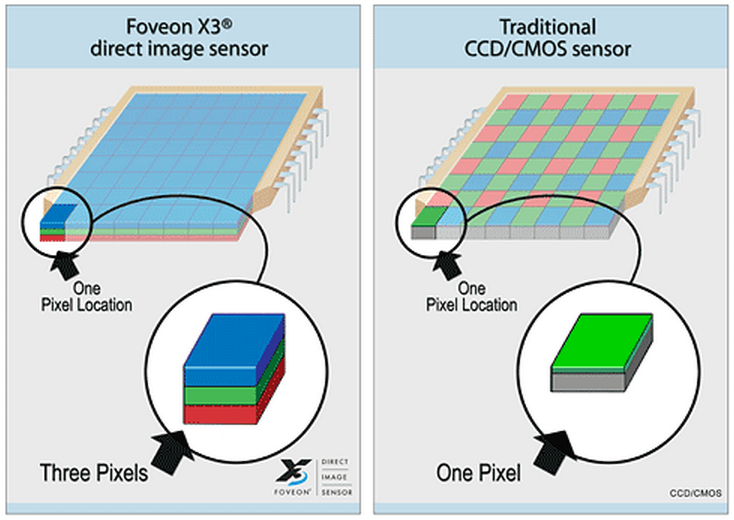 Foveon X3®
direct image sensor
One
Pixel Location
Three Pixels
X3
FOVEON®
DIRECT
IMAGE
SENSOR
Traditional
CCD/CMOS sensor
One
Pixel Location
One Pixel
CCD/CMOS